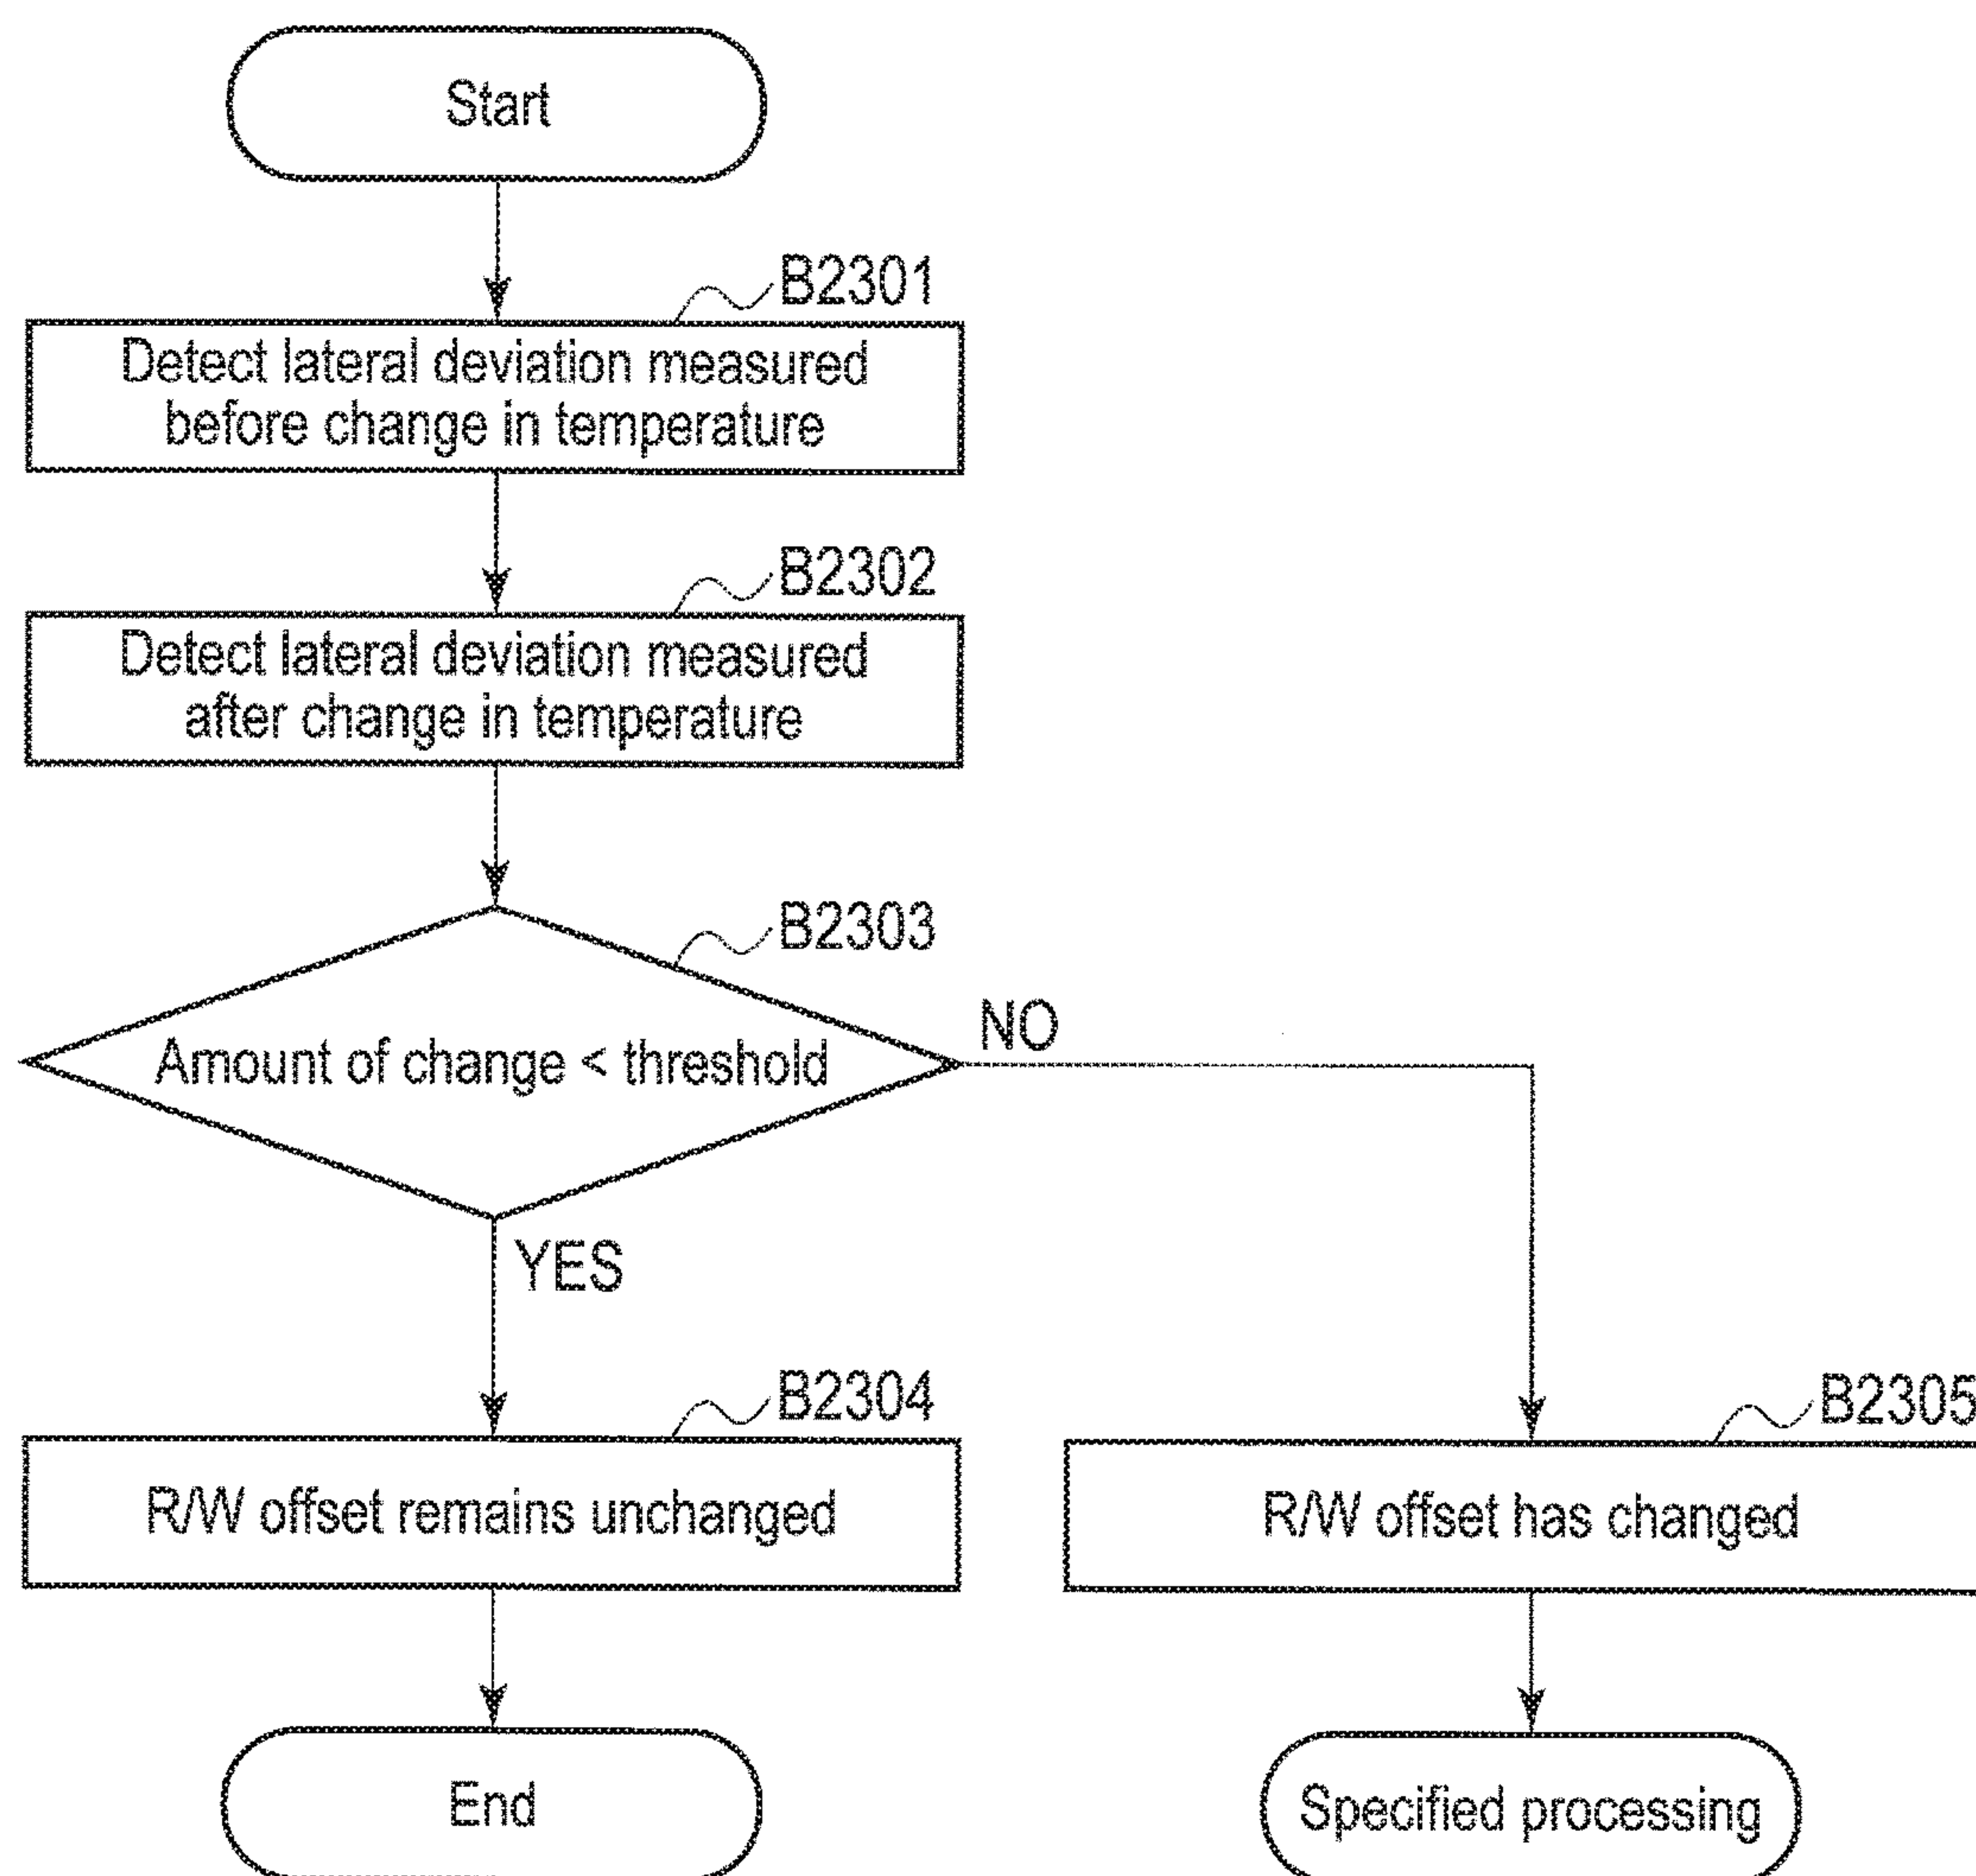 Start
B2301
Detect lateral deviation measured
before change in temperature
B2302
Detect lateral deviation measured
after change in temperature
B2303
Amount of change < threshold
NO
YES
B2304
R/W offset remains unchanged
B2305
R/W offset has changed
End
Specified processing